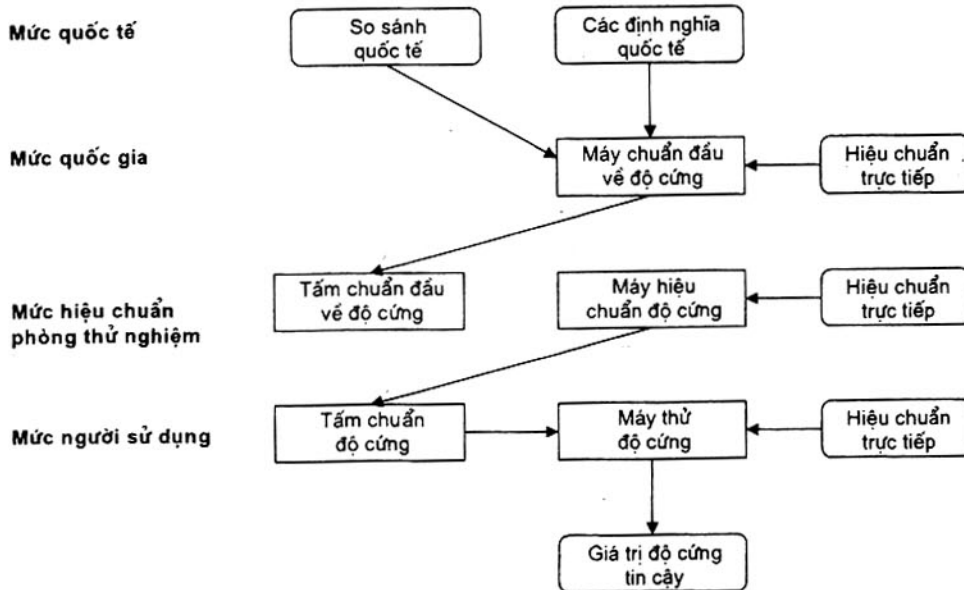 Mức quốc tế
So sánh
quốc tế
Các định nghĩa
quốc tế
Mức quốc gia
Máy chuẩn đầu
về độ cứng
Hiệu chuẩn
trực tiếp
Mức hiệu chuẩn
phòng thử nghiệm
Tấm chuẩn đầu
về độ cứng
Máy hiệu
chuẩn độ cứng
Hiệu chuẩn
trực tiếp
Mức người sử dụng
Tấm chuẩn
độ cứng
Máy thử
độ cứng
Hiệu chuẩn
trực tiếp
Giá trị độ cứng
tin cậy